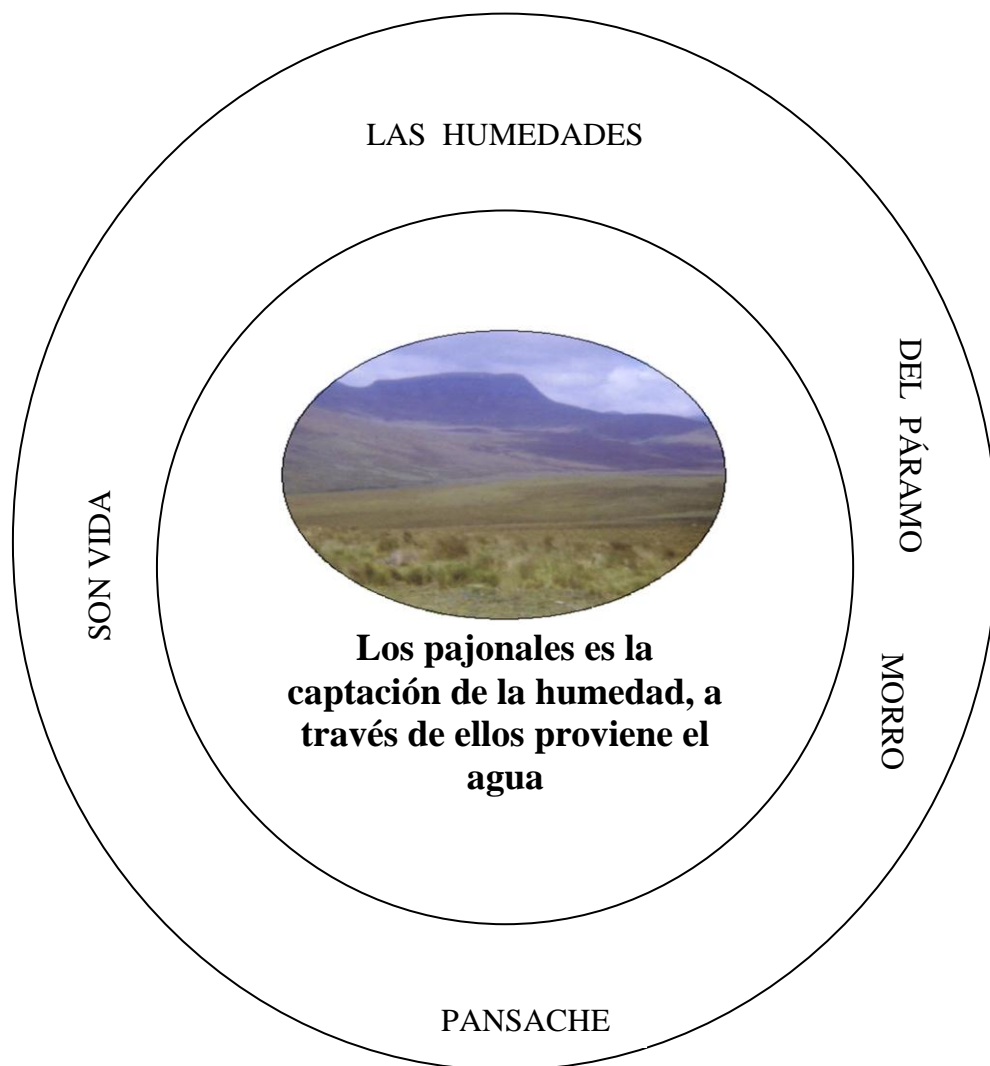 LAS HUMEDADES
DEL PÁRAMO
MORRO
PANSACHE
SON VIDA
Los pajonales es la
captación de la humedad, a
través de ellos proviene el
agua